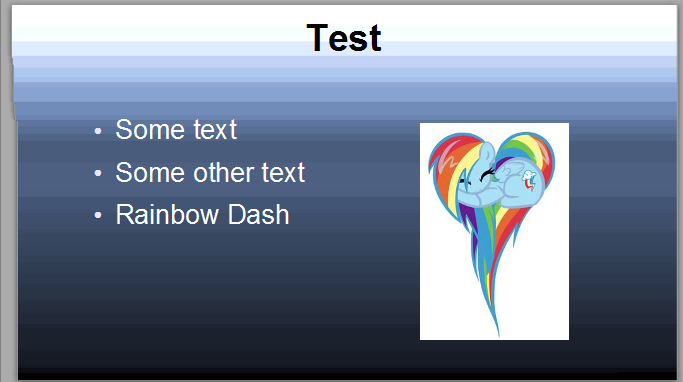 Test
• Some text
• Some other text
• Rainbow Dash